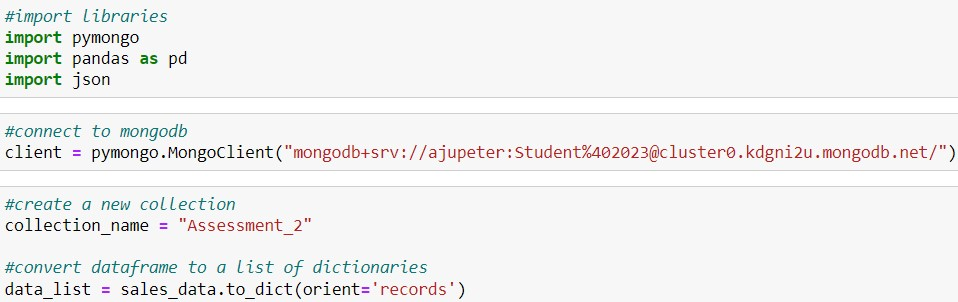 #import libraries
import pymongo
import pandas as pd
import json
#connect to mongodb
client = pymongo.MongoClient("mongodb+srv://ajupeter:Student%402023@cluster0.kdgni2u.mongodb.net/")
#create a new collection
collection_name = "Assessment_2"
#convert dataframe to a list of dictionaries
data_list = sales_data.to_dict(orient='records')